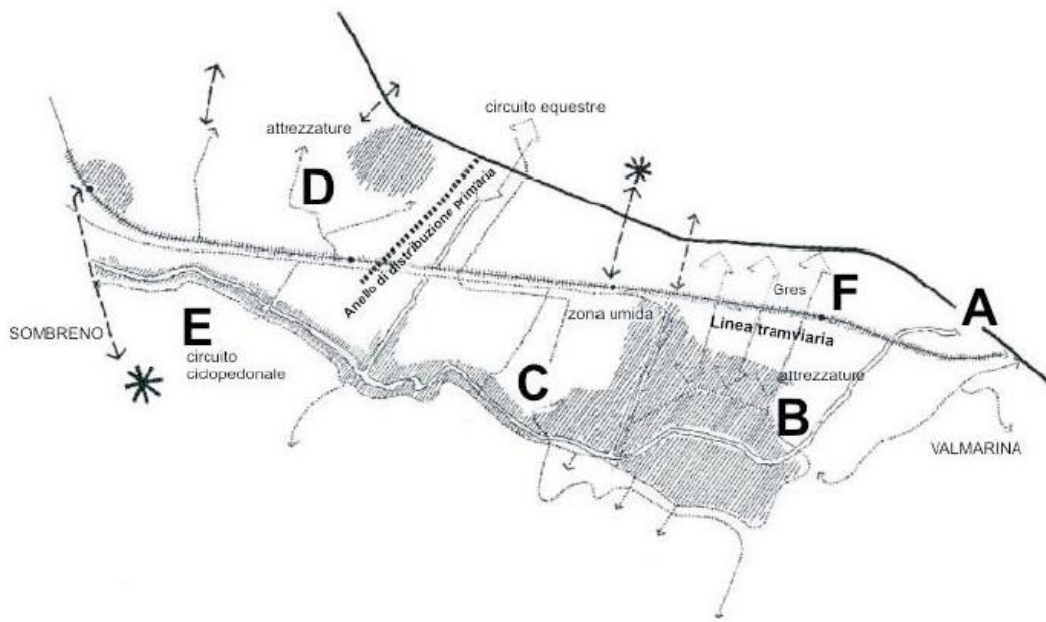 circuito equestre
attrezzature
D
Anello di distribuzione primaria
Gres
F
A
zona umida
Linea tramviaria
SOMBRENO
E
circuito
ciclopedonale
C
attrezzature
B
VALMARINA